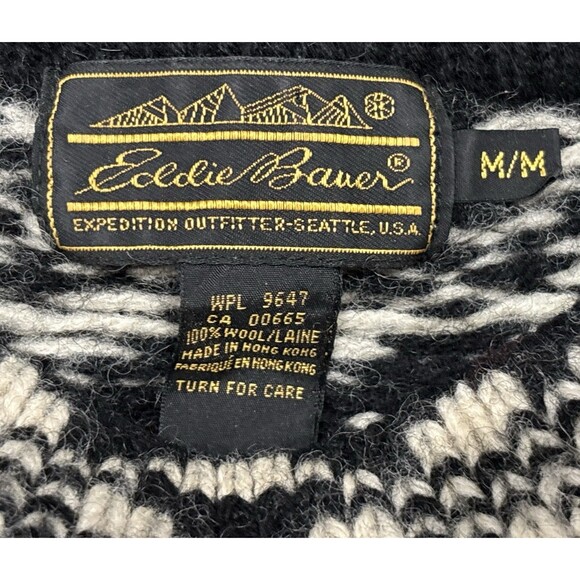 Eddie Bauer®
M/M
EXPEDITION OUTFITTER-SEATTLE, U.S.A.
WPL 9647
CA 00665
100% WOOL/LAINE
MADE IN HONG KONG
FABRIQUÉ EN HONG KONG
TURN FOR CARE